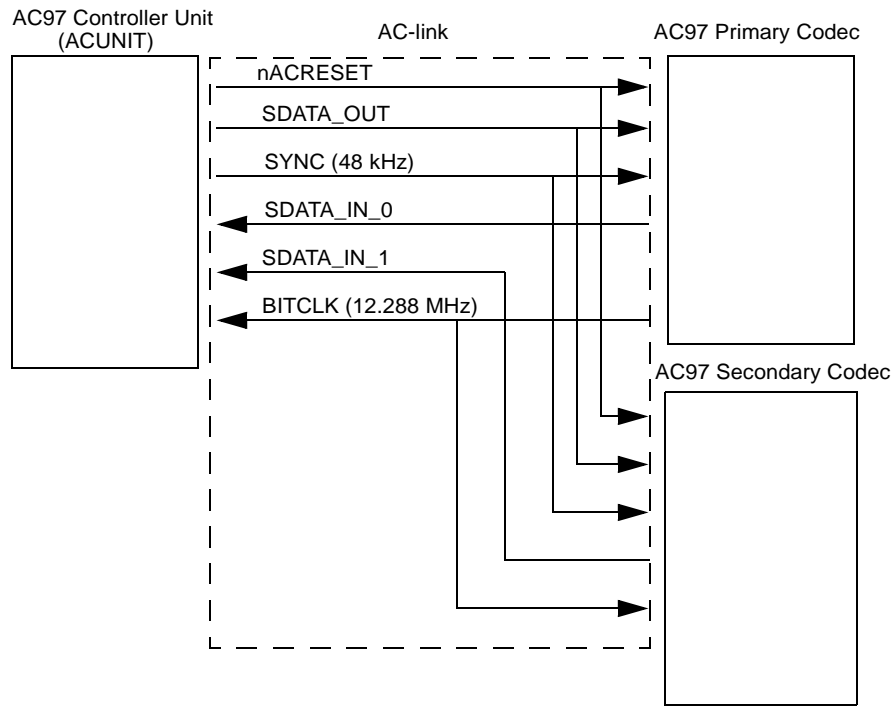 AC97 Controller Unit
(ACUNIT)
AC-link
AC97 Primary Codec
nACRESET
SDATA_OUT
SYNC (48 kHz)
SDATA_IN_0
SDATA_IN_1
BITCLK (12.288 MHz)
AC97 Secondary Codec